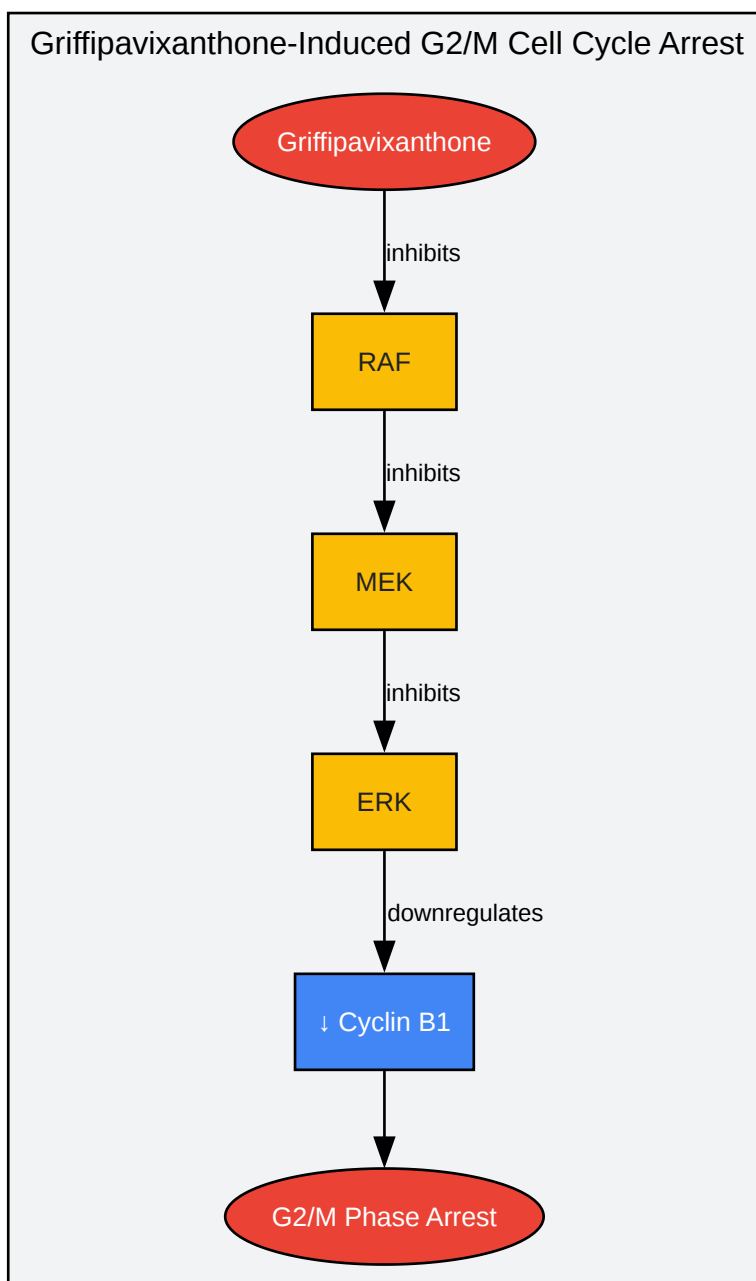 Griffipavixanthone-Induced G2/M Cell Cycle Arrest
Griffipavixanthone
inhibits
RAF
inhibits
MEK
inhibits
ERK
downregulates
↓ Cyclin B1
G2/M Phase Arrest